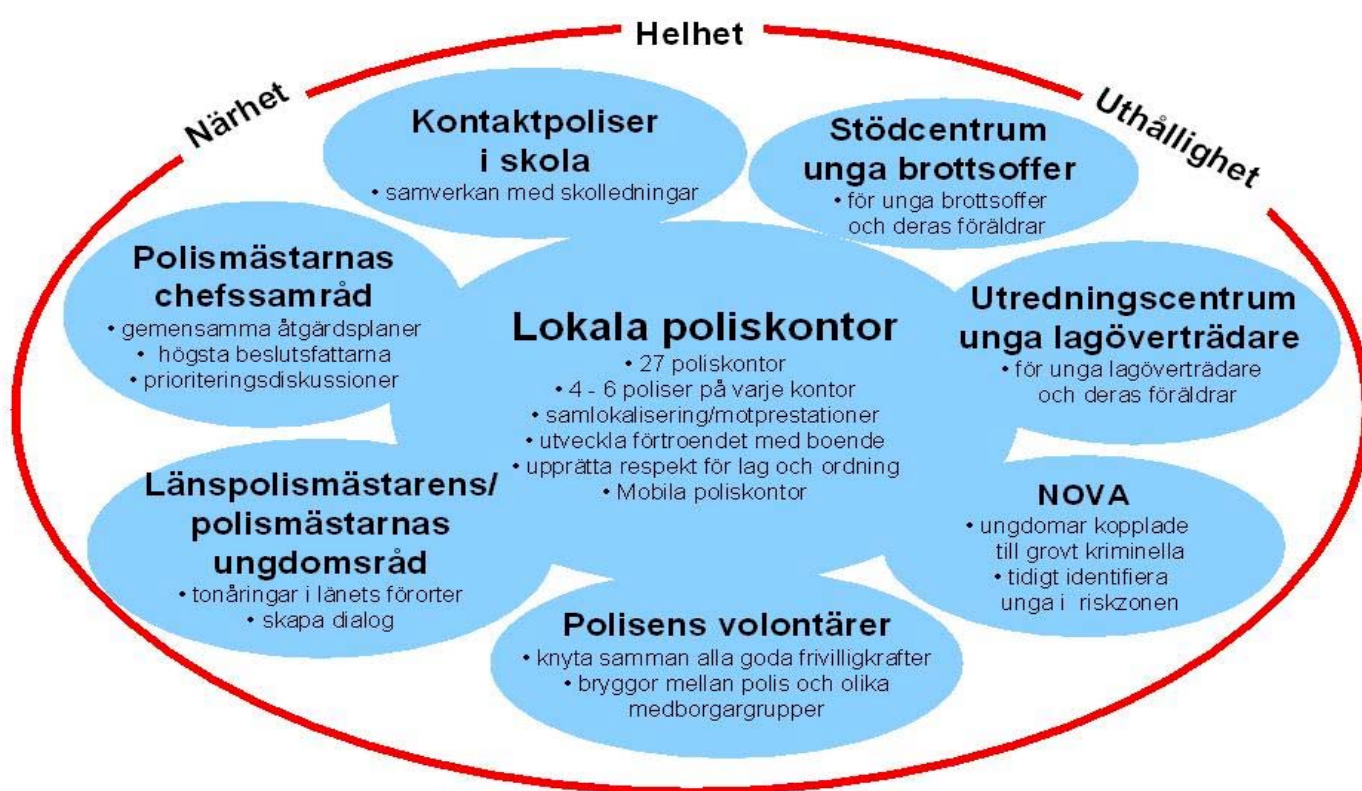 Helhet
Närhet
Uthållighet
Kontaktpoliser
i skola
• samverkan med skolledningar
Stödcentrum
unga brottsoffer
• för unga brottsoffer
och deras föräldrar
Polismästarnas
chefssamråd
• gemensamma åtgärdsplaner
• högsta beslutsfattarna
• prioriteringsdiskussioner
Lokala poliskontor
• 27 poliskontor
• 4 - 6 poliser på varje kontor
• samlokalisering/motprestationer
• utveckla förtroendet med boende
• upprätta respekt för lag och ordning
• Mobila poliskontor
Utredningscentrum
unga lagöverträdare
• för unga lagöverträdare
och deras föräldrar
Länspolismästarens/
polismästarnas
ungdomsråd
• tonåringar i länets förorter
• skapa dialog
NOVA
• ungdomar kopplade
till grovt kriminella
• tidigt identifiera
unga i riskzonen
Polisens volontärer
• knyta samman alla goda frivilligkrafter
• bryggor mellan polis och olika
medborgargrupper